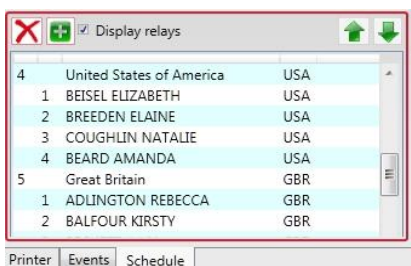 Display relays
4 United States of America USA
1 BEISEL ELIZABETH USA
2 BREEDEN ELAINE USA
3 COUGHLIN NATALIE USA
4 BEARD AMANDA USA
5 Great Britain GBR
1 ADLINGTON REBECCA GBR
2 BALFOUR KIRSTY GBR
Printer Events Schedule